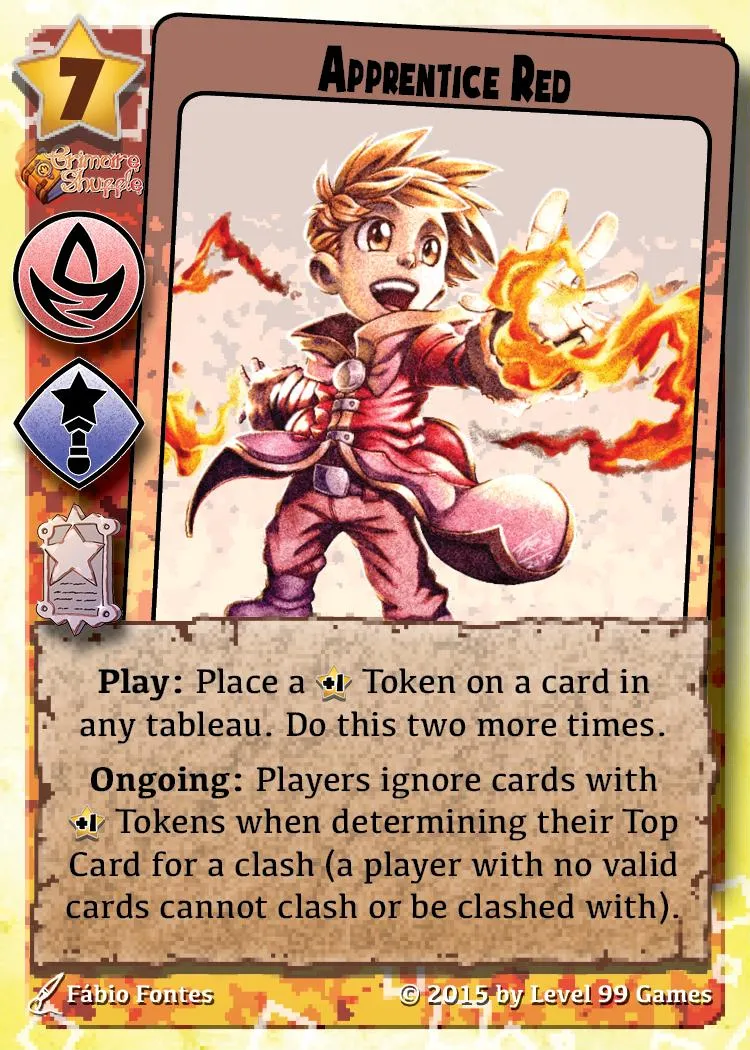 7
Apprentice Red
Grimoire
Shuffle
Play: Place a +1 Token on a card in
any tableau. Do this two more times.
Ongoing: Players ignore cards with
+1 Tokens when determining their Top
Card for a clash (a player with no valid
cards cannot clash or be clashed with).
Fábio Fontes
© 2015 by Level 99 Games